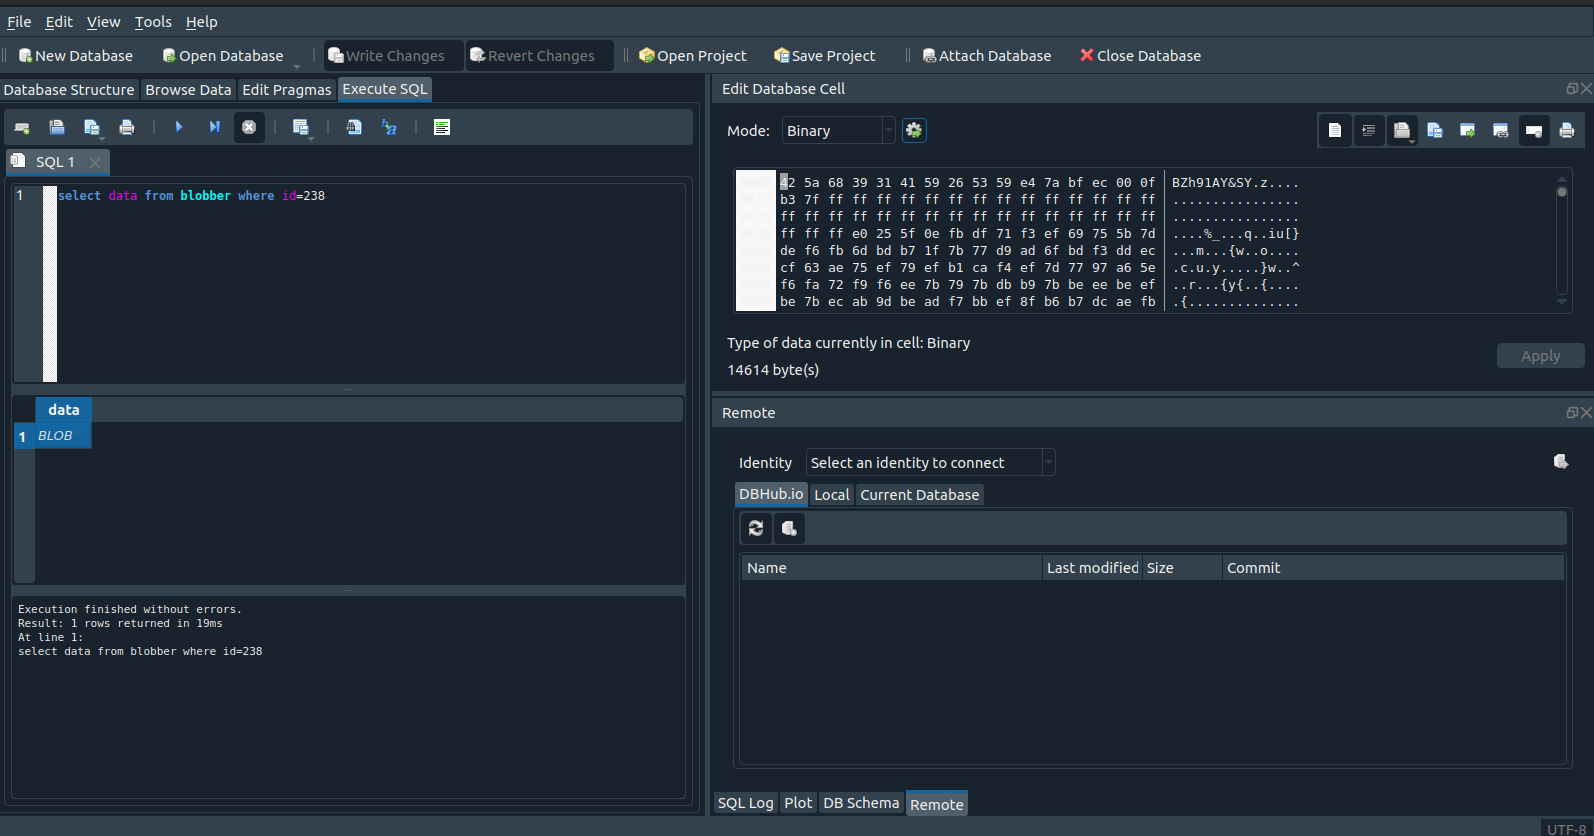 File Edit View Tools Help
New Database Open Database Write Changes Revert Changes Open Project Save Project Attach Database Close Database
Database Structure Browse Data Edit Pragmas Execute SQL
SQL 1
1 select data from blobber where id=238
data
1 BLOB
Execution finished without errors.
Result: 1 rows returned in 19ms
At line 1:
select data from blobber where id=238
Edit Database Cell
Mode: Binary
42 5a 68 39 31 41 59 26 53 59 e4 7a bf ec 00 0f BZh91AY&SY.z....
b3 7f ff ff ff ff ff ff ff ff ff ff ff ff ff ff ................
ff ff ff ff ff ff ff ff ff ff ff ff ff ff ff ff ................
ff ff ff e0 25 5f 0e fb df 71 f3 ef 69 75 5b 7d ....%_...q..iu[}
de f6 fb 6d bd b7 1f 7b 77 d9 ad 6f bd f3 dd ec ...m...{w..o....
cf 63 ae 75 ef 79 ef b1 ca f4 ef 7d 77 97 a6 5e .c.u.y.....}w..^
f6 fa 72 f9 f6 ee 7b 79 7b db b9 7b be ee be ef ..r...{y{..{....
be 7b ec ab 9d be ad f7 bb ef 8f b6 b7 dc ae fb .{..............
Type of data currently in cell: Binary
14614 byte(s)
Apply
Remote
Identity Select an identity to connect
DBHub.io Local Current Database
Name Last modified Size Commit
SQL Log Plot DB Schema Remote
UTF-8